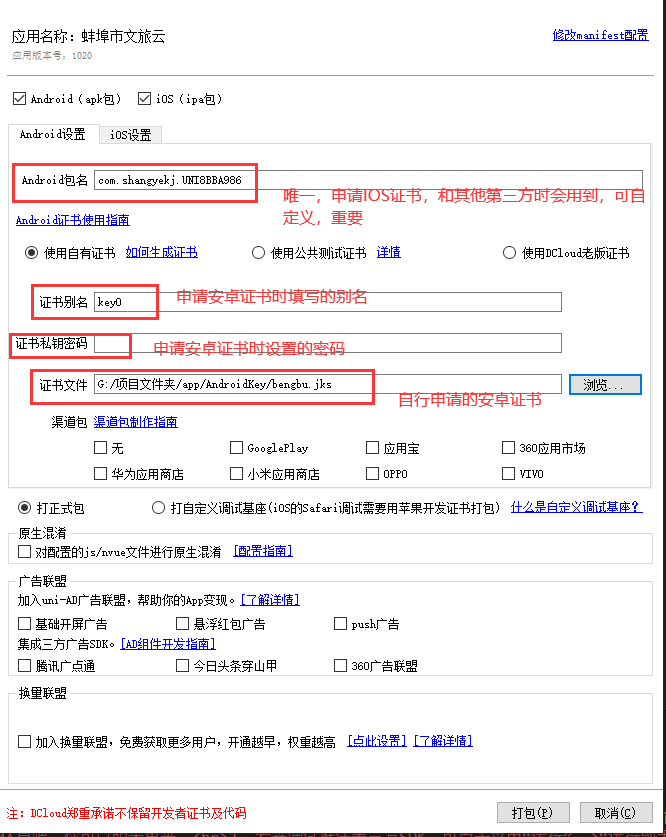 应用名称：蚌埠市文旅云
修改manifest配置
应用版本号：1020
Android（apk包） iOS（ipa包）
Android设置 iOS设置
Android包名 com.shangyekj.UNI8BBA986
唯一，申请IOS证书，和其他第三方时会用到，可自
定义，重要
Android证书使用指南
使用自有证书 如何生成证书 使用公共测试证书 详情 使用DCloud老版证书
证书别名 key0 申请安卓证书时填写的别名
证书私钥密码 申请安卓证书时设置的密码
证书文件 G:/项目文件夹/app/AndroidKey/bengbu.jks 浏览...
自行申请的安卓证书
渠道包 渠道包制作指南
无 GooglePlay 应用宝 360应用市场
华为应用商店 小米应用商店 OPPO VIVO
打正式包 打自定义调试基座(iOS的Safari调试需要用苹果开发证书打包) 什么是自定义调试基座？
原生混淆
对配置的js/nvue文件进行原生混淆 [配置指南]
广告联盟
加入uni-AD广告联盟，帮助你的App变现。[了解详情]
基础开屏广告 悬浮红包广告 push广告
集成三方广告SDK。[AD组件开发指南]
腾讯广点通 今日头条穿山甲 360广告联盟
换量联盟
加入换量联盟，免费获取更多用户，开通越早，权重越高 [点此设置] [了解详情]
注：DCloud郑重承诺不保留开发者证书及代码
打包(P) 取消(C)